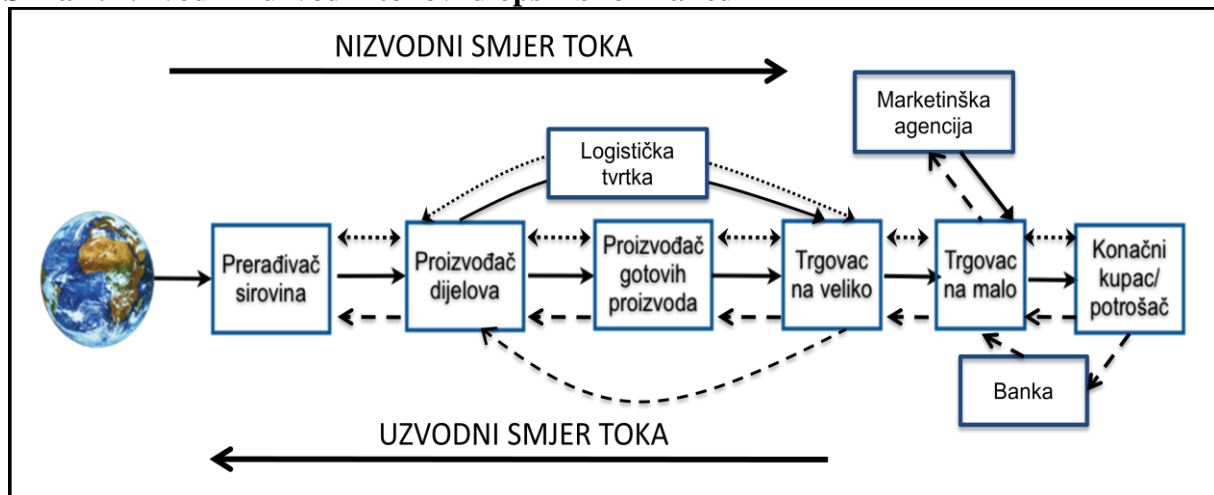 NIZVODNI SMJER TOKA
Marketinška
agencija
Logistička
tvrtka
Prerađivač
sirovina
Proizvođač
dijelova
Proizvođač
gotovih
proizvoda
Trgovac
na veliko
Trgovac
na malo
Konačni
kupac/
potrošač
Banka
UZVODNI SMJER TOKA